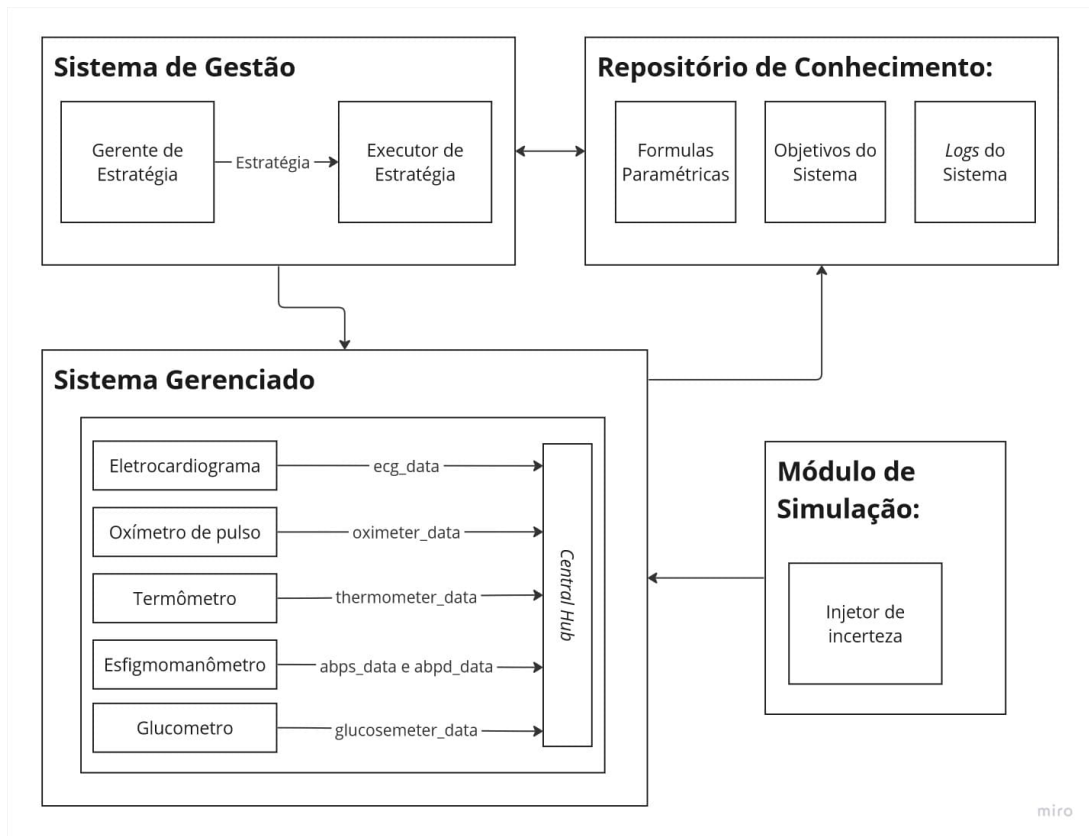 Sistema de Gestão
Gerente de
Estratégia
Estratégia
Executor de
Estratégia
Repositório de Conhecimento:
Formulas
Paramétricas
Objetivos do
Sistema
Logs do
Sistema
Sistema Gerenciado
Eletrocardiograma
ecg_data
Oxímetro de pulso
oximeter_data
Termômetro
thermometer_data
Esfigmomanômetro
abps_data e abpd_data
Glucometro
glucosemeter_data
Central Hub
Módulo de
Simulação:
Injetor de
incerteza
miro